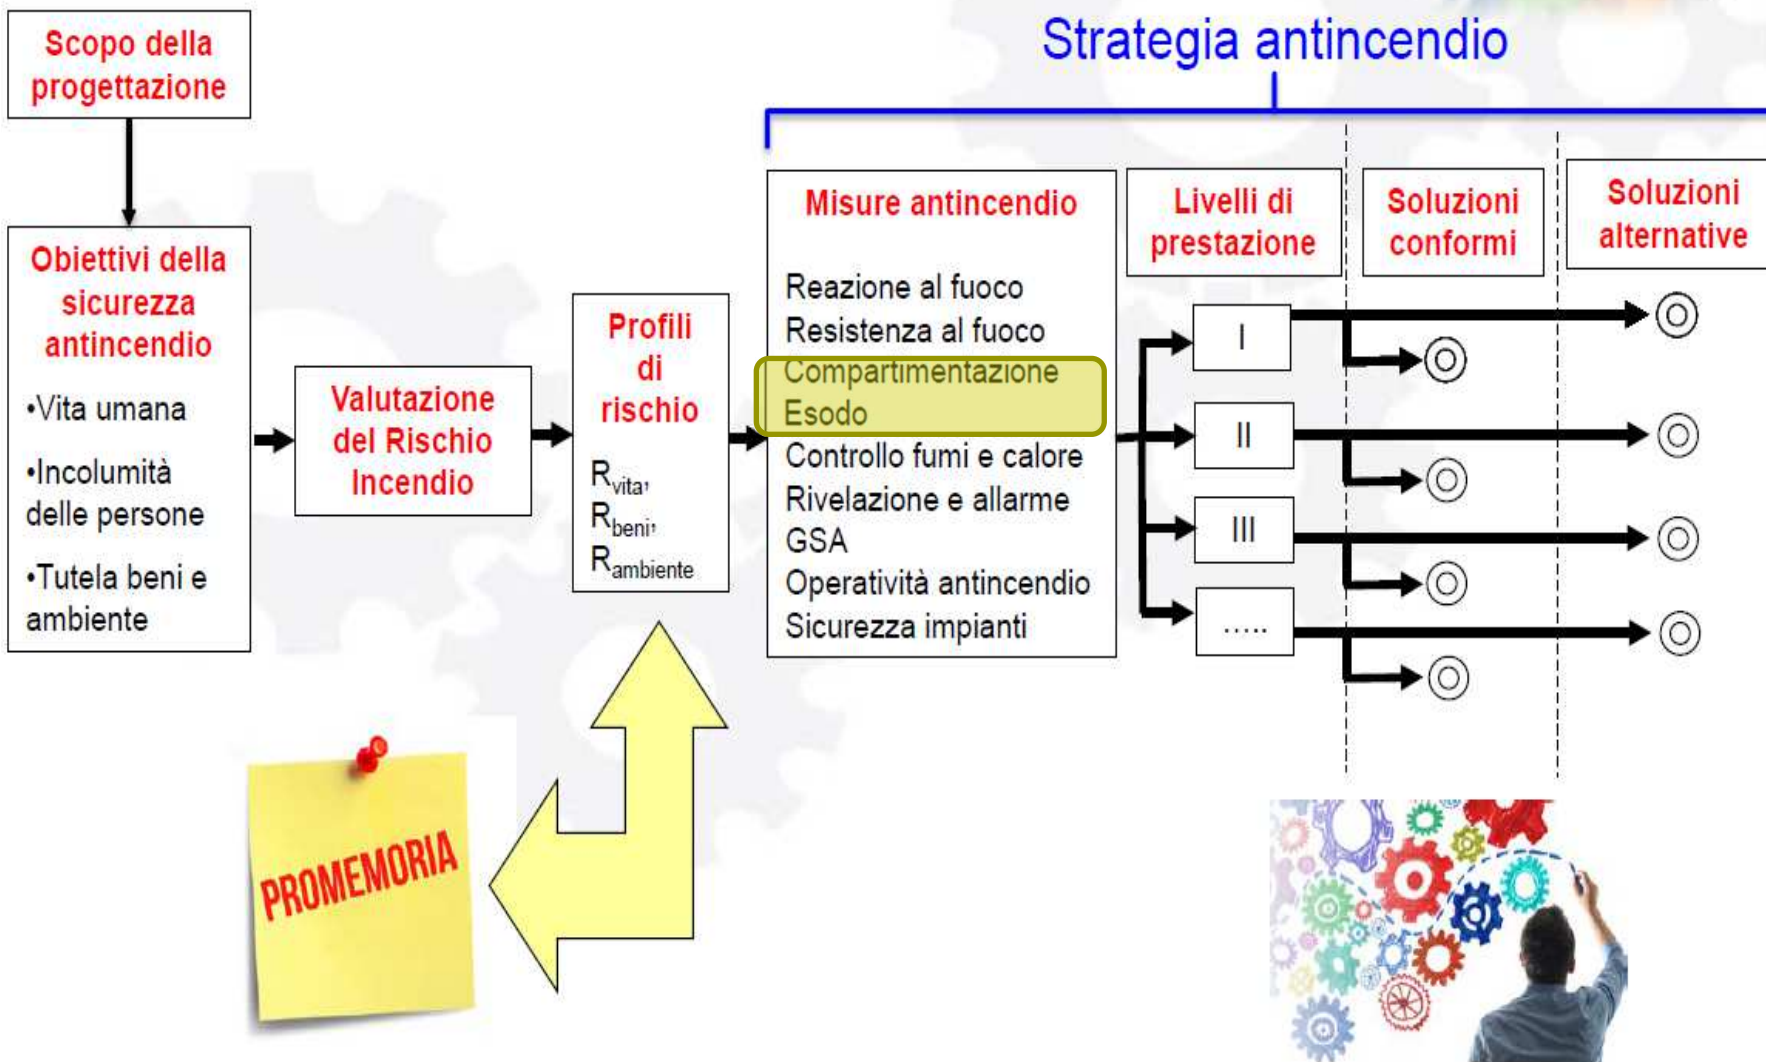 Strategia antincendio
Scopo della
progettazione
Obiettivi della
sicurezza
antincendio
•Vita umana
•Incolumità
delle persone
•Tutela beni e
ambiente
Valutazione
del Rischio
Incendio
Profili
di
rischio
Rvita,
Rbeni,
Rambiente
Misure antincendio
Reazione al fuoco
Resistenza al fuoco
Compartimentazione
Esodo
Controllo fumi e calore
Rivelazione e allarme
GSA
Operatività antincendio
Sicurezza impianti
Livelli di
prestazione
I
II
III
.....
Soluzioni
conformi
Soluzioni
alternative
PROMEMORIA